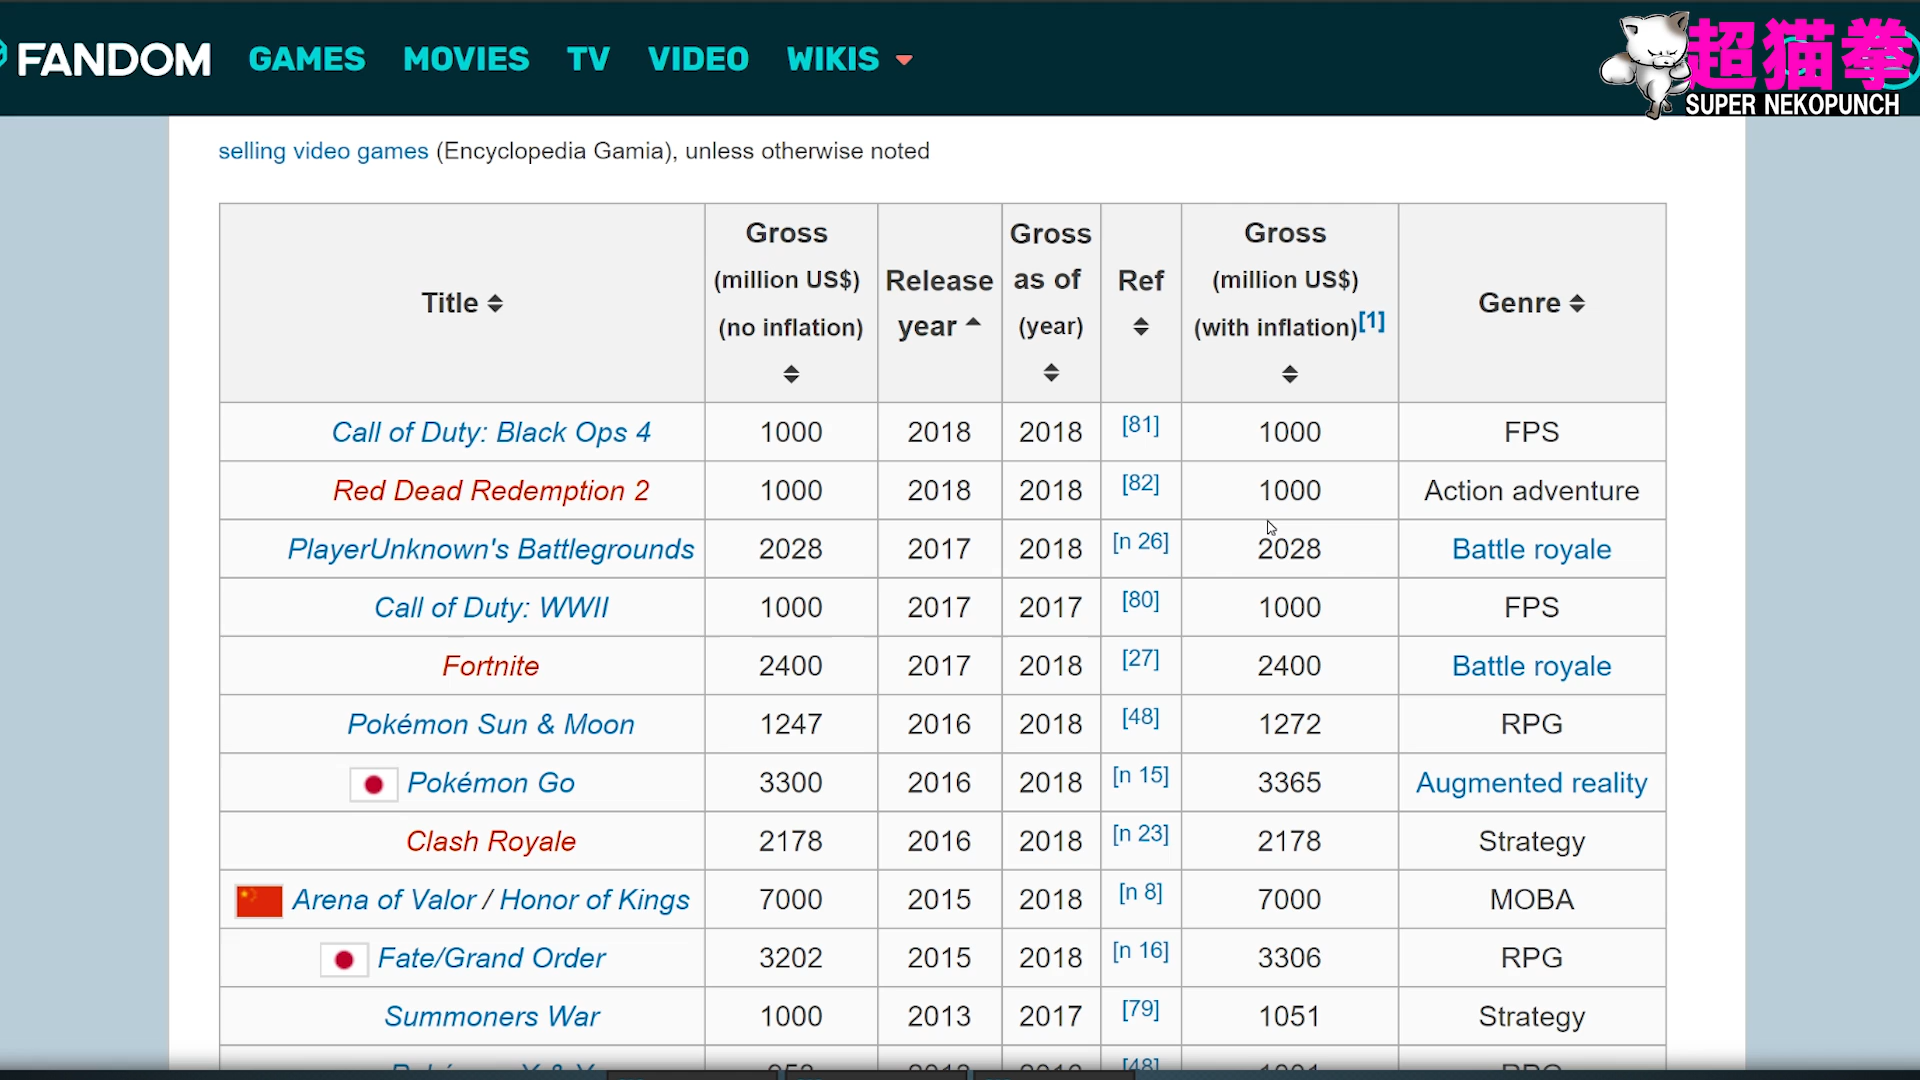 FANDOM GAMES MOVIES TV VIDEO WIKIS
超猫拳
SUPER NEKOPUNCH
selling video games (Encyclopedia Gamia), unless otherwise noted
Title Gross (million US$) (no inflation) Release year Gross as of (year) Ref Gross (million US$) (with inflation)[1] Genre
Call of Duty: Black Ops 4 1000 2018 2018 [81] 1000 FPS
Red Dead Redemption 2 1000 2018 2018 [82] 1000 Action adventure
PlayerUnknown's Battlegrounds 2028 2017 2018 [n 26] 2028 Battle royale
Call of Duty: WWII 1000 2017 2017 [80] 1000 FPS
Fortnite 2400 2017 2018 [27] 2400 Battle royale
Pokémon Sun & Moon 1247 2016 2018 [48] 1272 RPG
Pokémon Go 3300 2016 2018 [n 15] 3365 Augmented reality
Clash Royale 2178 2016 2018 [n 23] 2178 Strategy
Arena of Valor / Honor of Kings 7000 2015 2018 [n 8] 7000 MOBA
Fate/Grand Order 3202 2015 2018 [n 16] 3306 RPG
Summoners War 1000 2013 2017 [79] 1051 Strategy